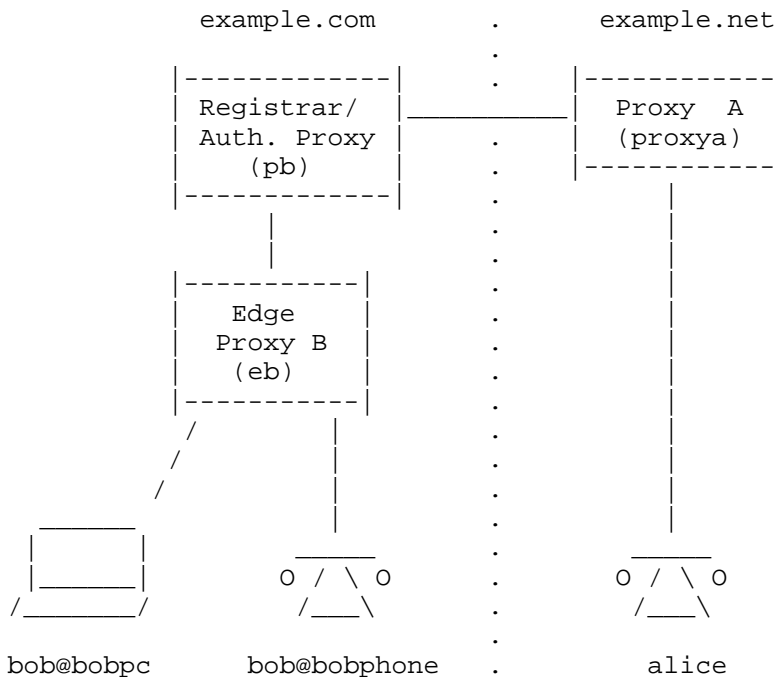 example.com . example.net
Registrar/ Proxy A
Auth. Proxy (proxya)
(pb)
Edge
Proxy B
(eb)
O / \ O O / \ O
bob@bobpc bob@bobphone . alice